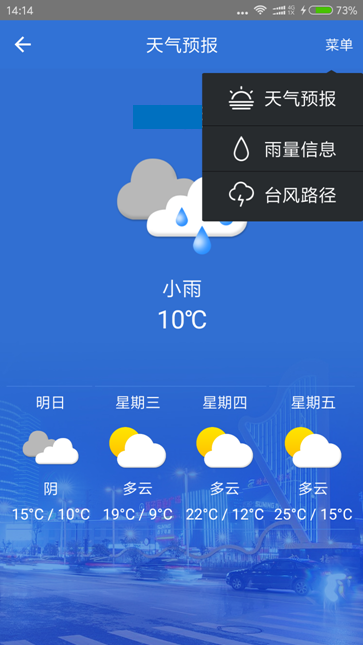 14:14
4G
1X
73%
天气预报
菜单
天气预报
雨量信息
台风路径
小雨
10℃
明日 星期三 星期四 星期五
阴 多云 多云 多云
15℃ / 10℃ 19℃ / 9℃ 22℃ / 12℃ 25℃ / 15℃